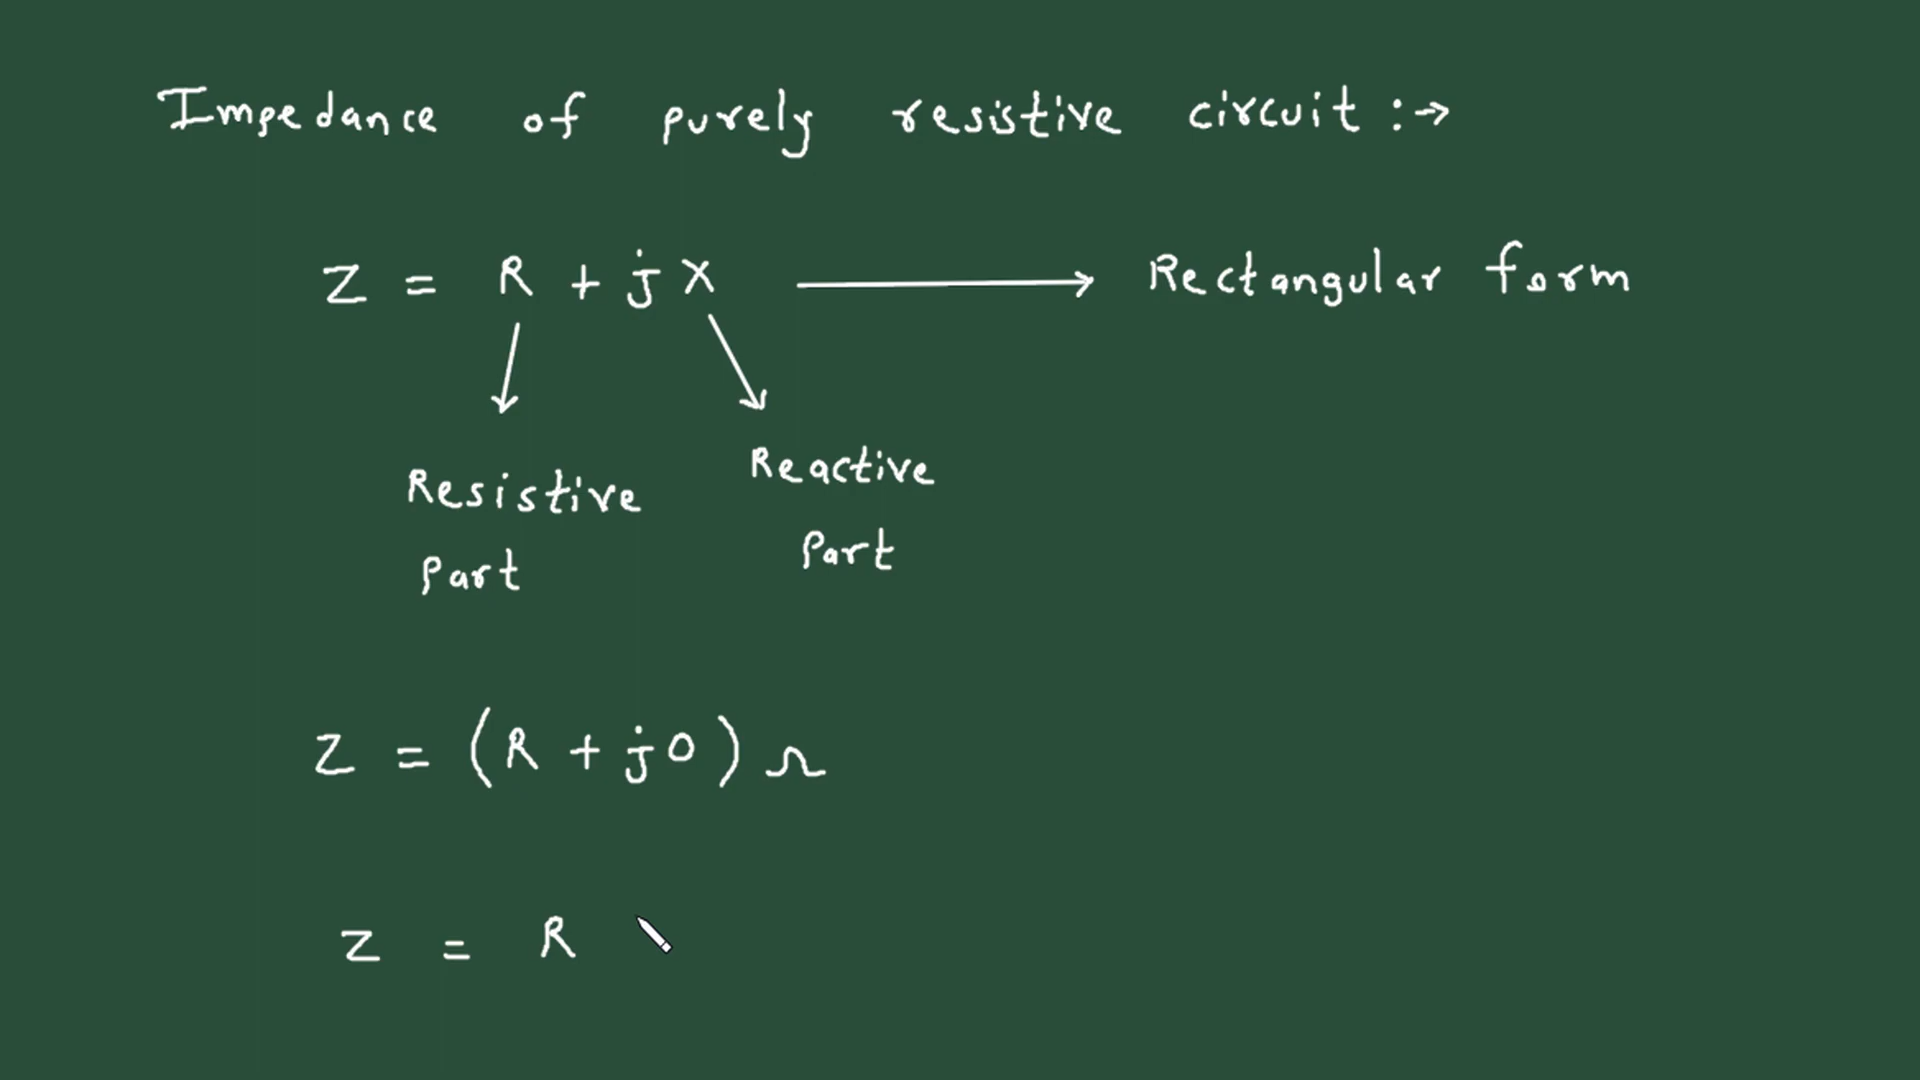 Impedance of purely resistive circuit :→
Z = R + jX ⟶ Rectangular form
Resistive Part
Reactive Part
Z = (R + j0) Ω
Z = R